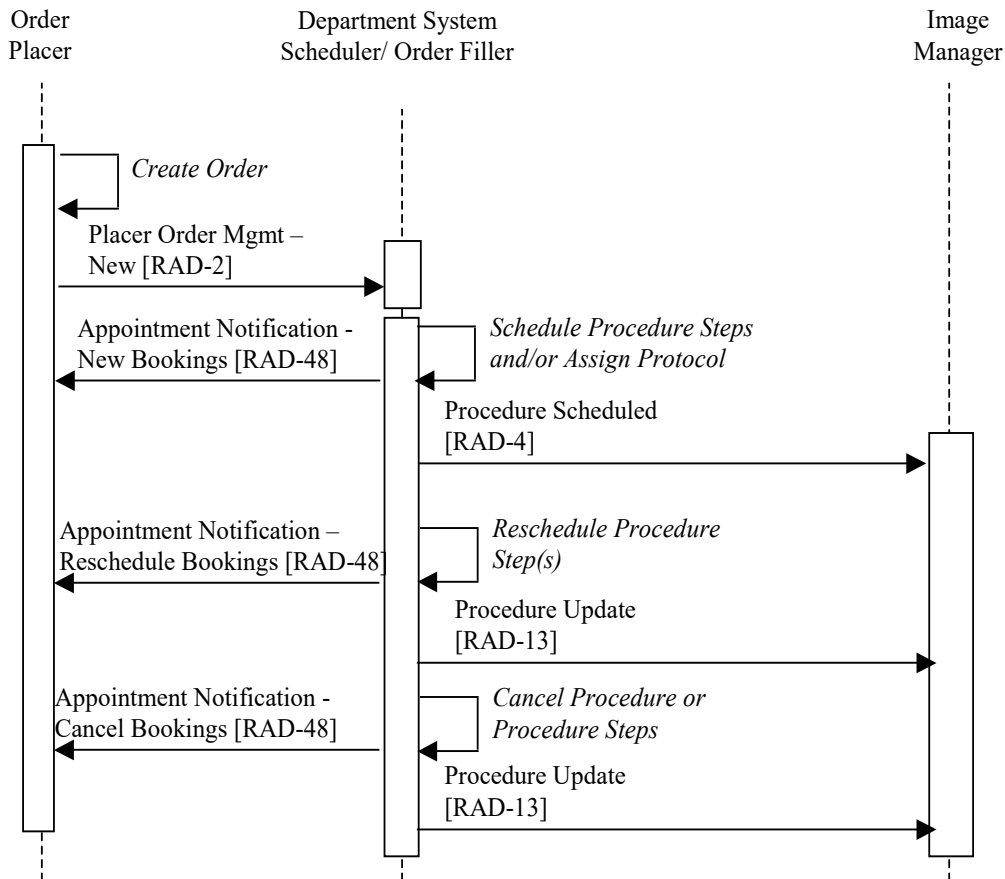 Order
Placer
Department System
Scheduler/ Order Filler
Image
Manager
Create Order
Placer Order Mgmt –
New [RAD-2]
Appointment Notification -
New Bookings [RAD-48]
Schedule Procedure Steps
and/or Assign Protocol
Procedure Scheduled
[RAD-4]
Appointment Notification –
Reschedule Bookings [RAD-48]
Reschedule Procedure
Step(s)
Procedure Update
[RAD-13]
Appointment Notification -
Cancel Bookings [RAD-48]
Cancel Procedure or
Procedure Steps
Procedure Update
[RAD-13]